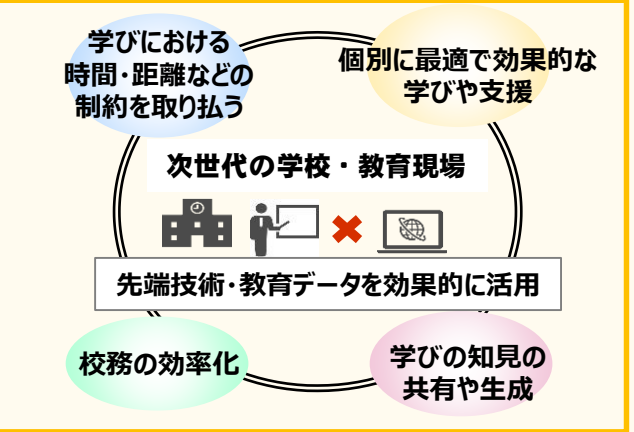 学びにおける
時間・距離などの
制約を取り払う
個別に最適で効果的な
学びや支援
次世代の学校・教育現場
先端技術・教育データを効果的に活用
校務の効率化
学びの知見の
共有や生成